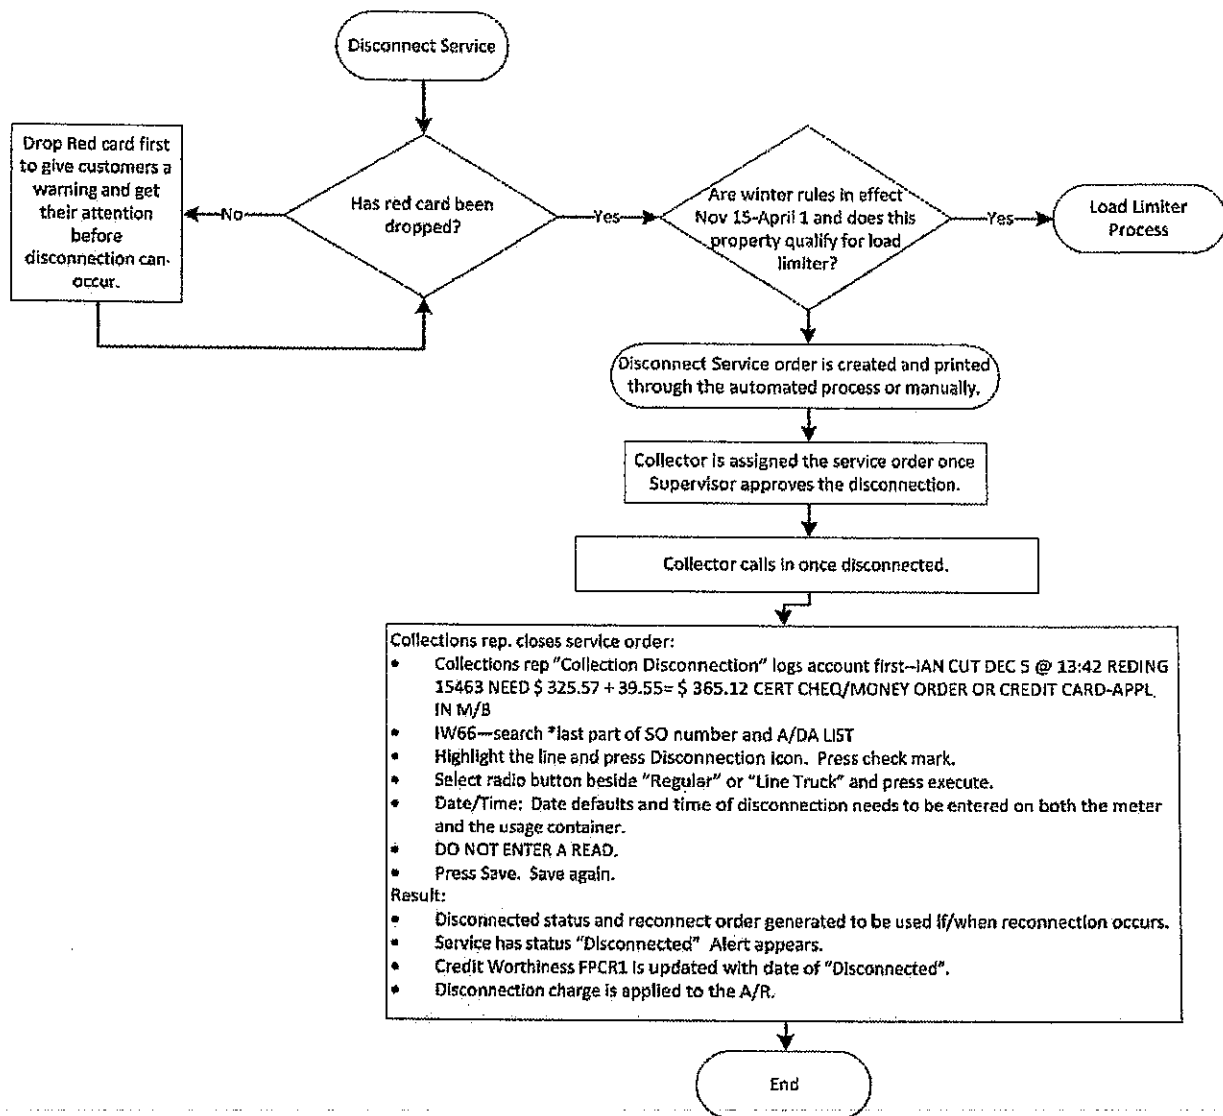 Disconnect Service
Drop Red card first
to give customers a
warning and get
their attention
before
disconnection can
occur.
No
Has red card been
dropped?
Yes
Are winter rules in effect
Nov 15-April 1 and does this
property qualify for load
limiter?
Yes
Load Limiter
Process
Disconnect Service order is created and printed
through the automated process or manually.
Collector is assigned the service order once
Supervisor approves the disconnection.
Collector calls in once disconnected.
Collections rep. closes service order:
• Collections rep "Collection Disconnection" logs account first--IAN CUT DEC 5 @ 13:42 REDING
15463 NEED $ 325.57 + 39.55= $ 365.12 CERT CHEQ/MONEY ORDER OR CREDIT CARD-APPL
IN M/B
• IW66—search *last part of SO number and A/DA LIST
• Highlight the line and press Disconnection icon. Press check mark.
• Select radio button beside "Regular" or "Line Truck" and press execute.
• Date/Time: Date defaults and time of disconnection needs to be entered on both the meter
and the usage container.
• DO NOT ENTER A READ.
• Press Save. Save again.
Result:
• Disconnected status and reconnect order generated to be used if/when reconnection occurs.
• Service has status "Disconnected" Alert appears.
• Credit Worthiness FPCR1 is updated with date of "Disconnected".
• Disconnection charge is applied to the A/R.
End